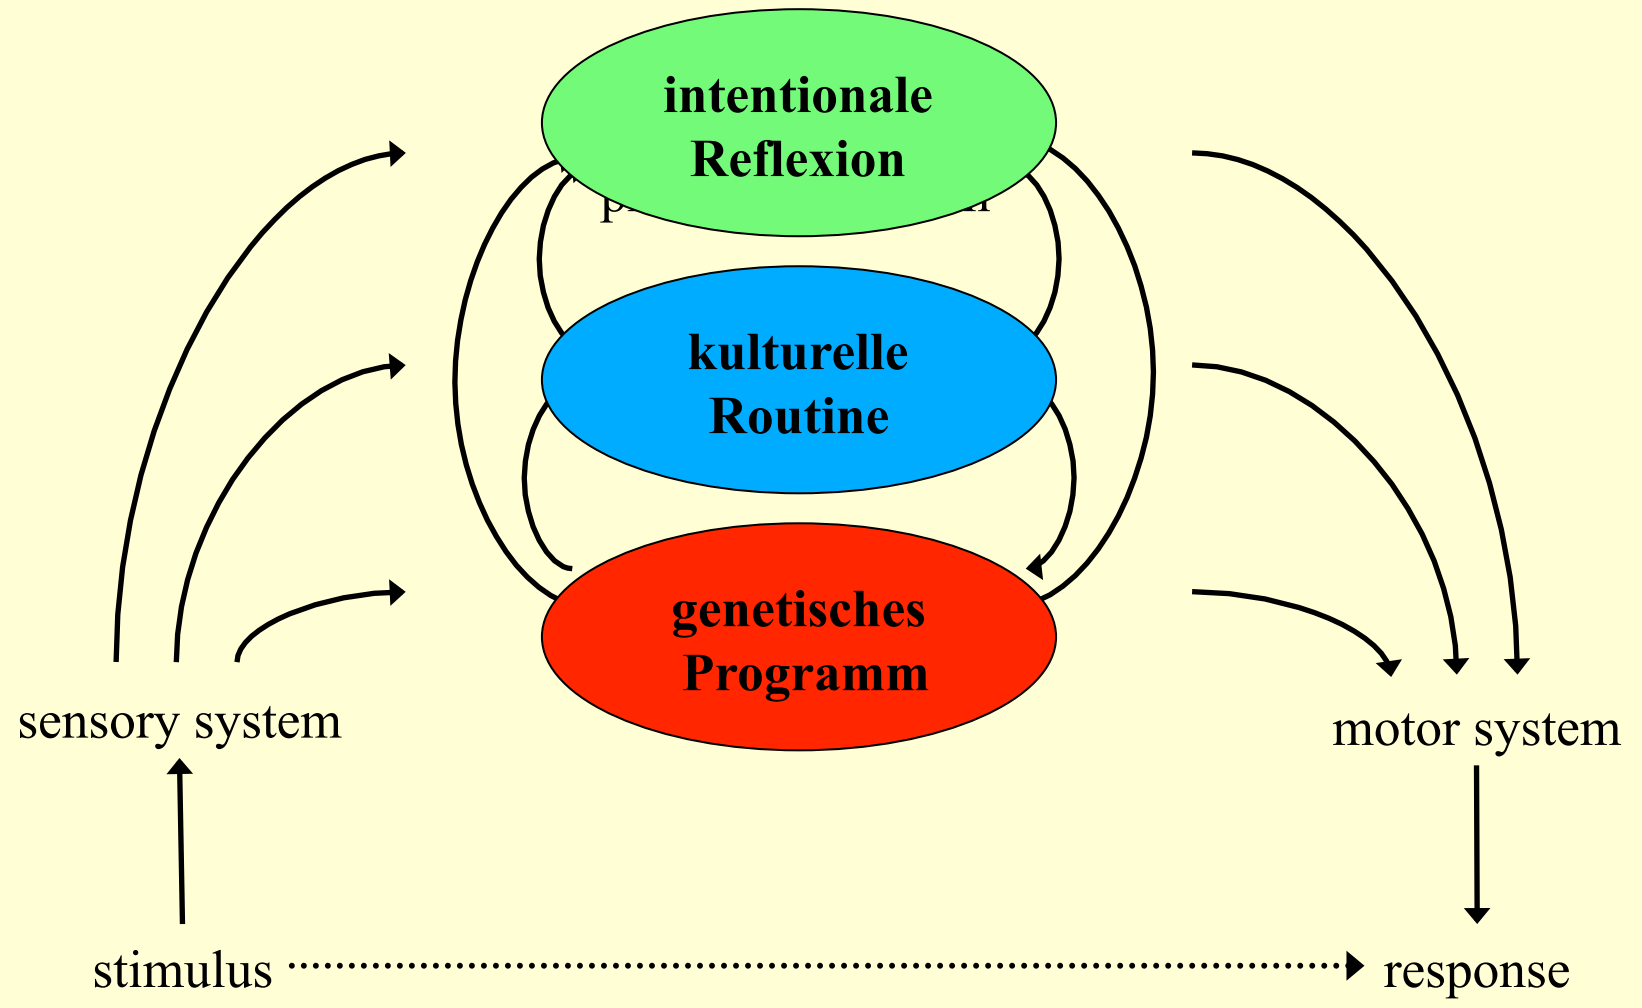 intentionale
Reflexion
kulturelle
Routine
genetisches
Programm
sensory system
motor system
stimulus
response